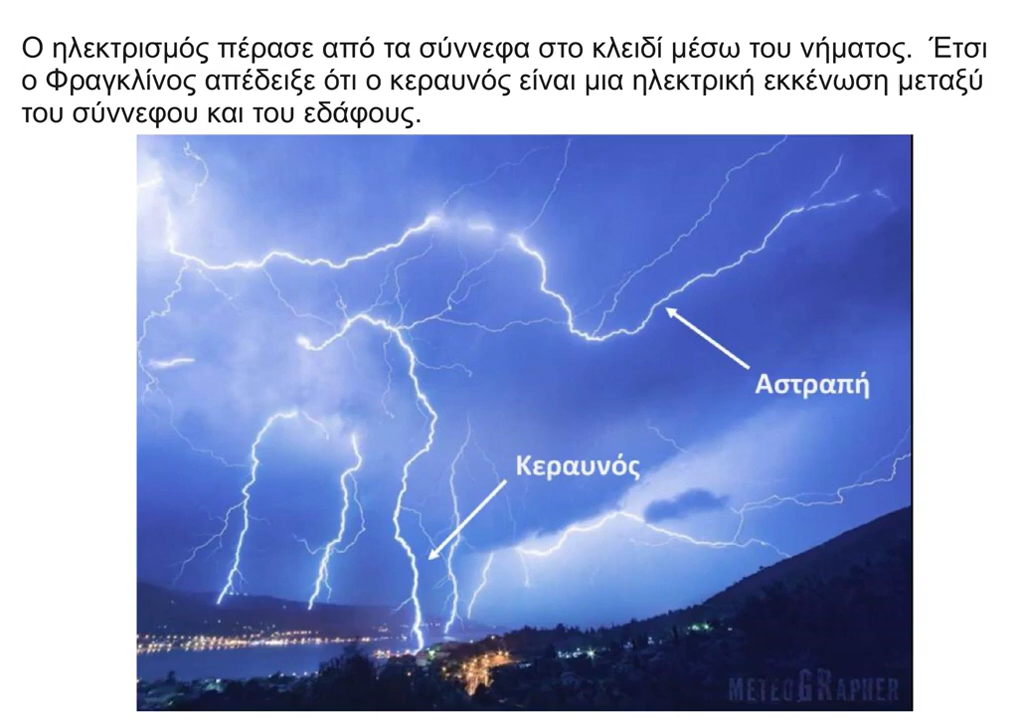 Ο ηλεκτρισμός πέρασε από τα σύννεφα στο κλειδί μέσω του νήματος.  Έτσι
ο Φραγκλίνος απέδειξε ότι ο κεραυνός είναι μια ηλεκτρική εκκένωση μεταξύ
του σύννεφου και του εδάφους.
Αστραπή
Κεραυνός
METEOGRAPHER